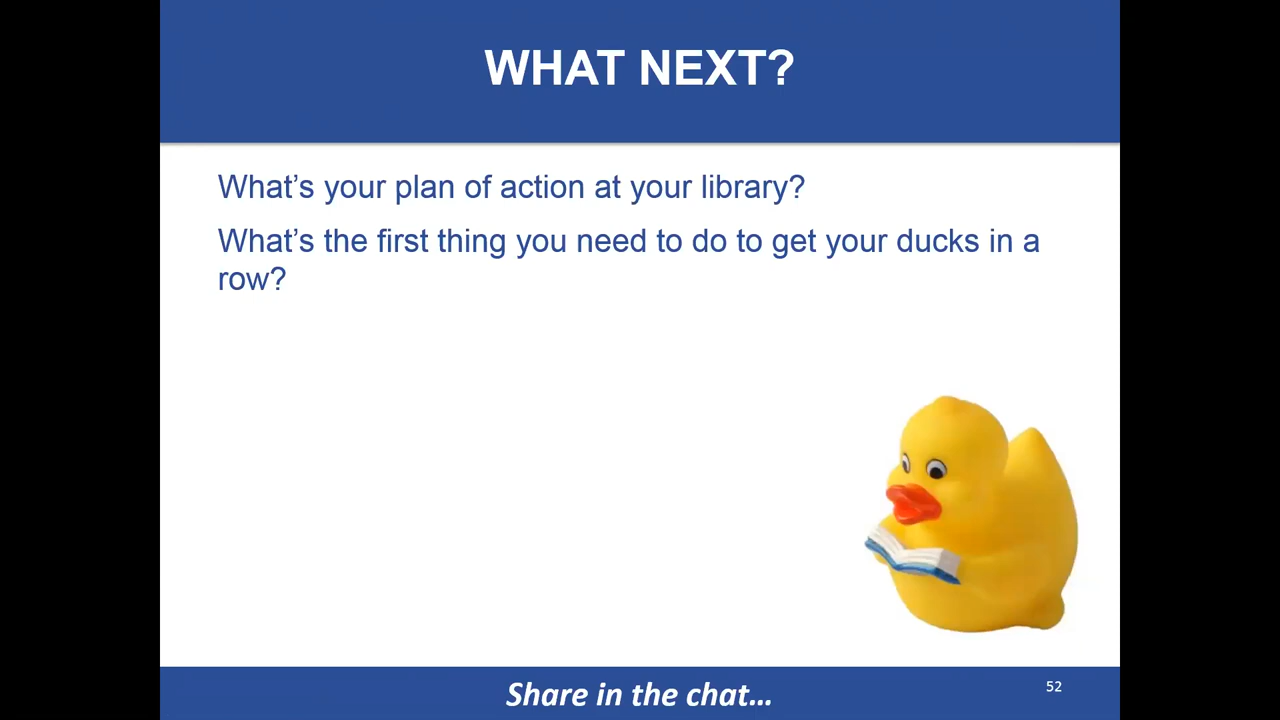 WHAT NEXT?
What’s your plan of action at your library?
What’s the first thing you need to do to get your ducks in a
row?
Share in the chat…
52